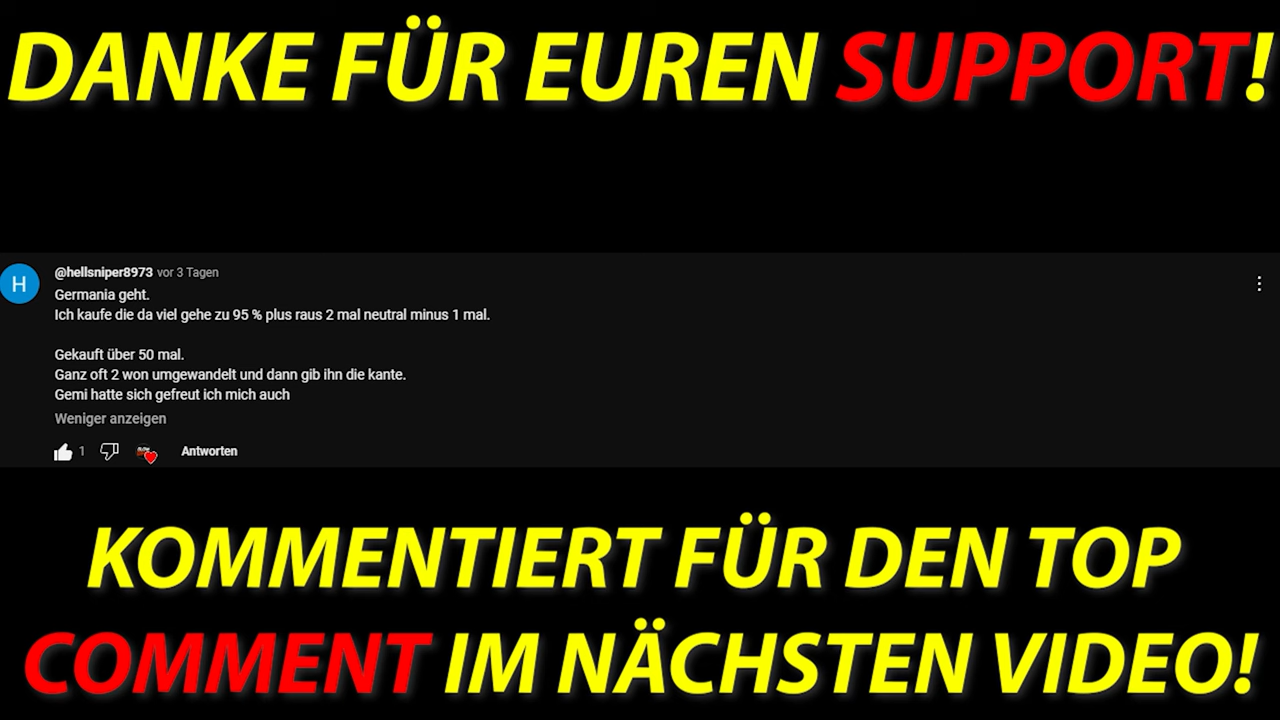 DANKE FÜR EUREN SUPPORT!
H
@hellsniper8973 vor 3 Tagen
Germania geht.
Ich kaufe die da viel gehe zu 95 % plus raus 2 mal neutral minus 1 mal.
Gekauft über 50 mal.
Ganz oft 2 won umgewandelt und dann gib ihn die kante.
Gemi hatte sich gefreut ich mich auch
Weniger anzeigen
1 Antworten
KOMMENTIERT FÜR DEN TOP
COMMENT IM NÄCHSTEN VIDEO!